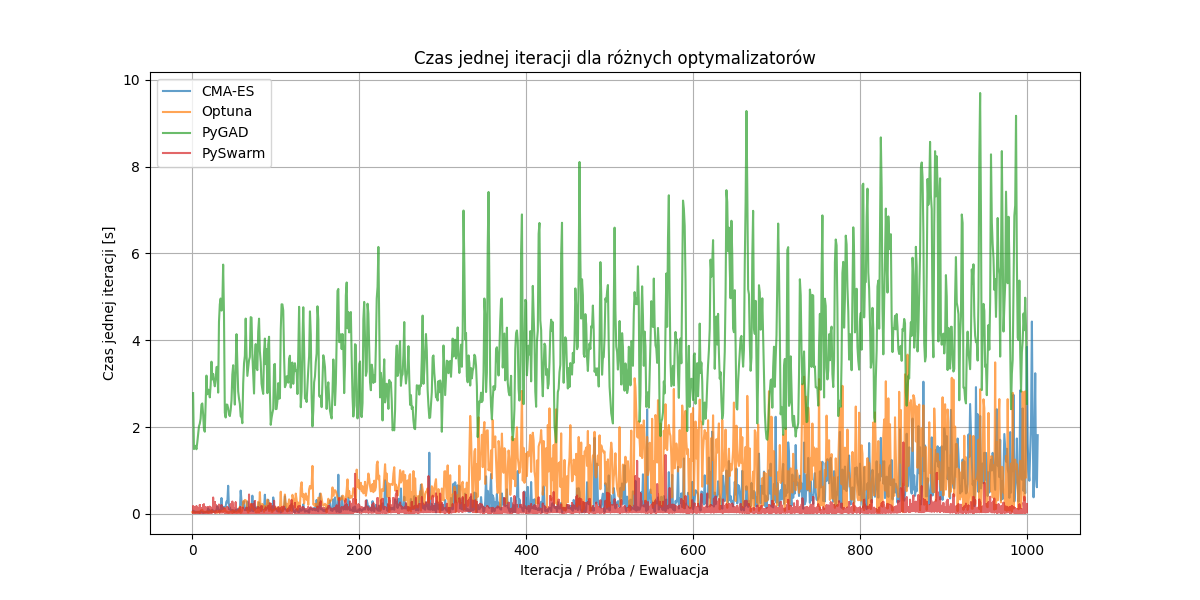 Czas jednej iteracji dla różnych optymalizatorów
10
8
6
4
2
0
Czas jednej iteracji [s]
CMA-ES
Optuna
PyGAD
PySwarm
0 200 400 600 800 1000
Iteracja / Próba / Ewaluacja